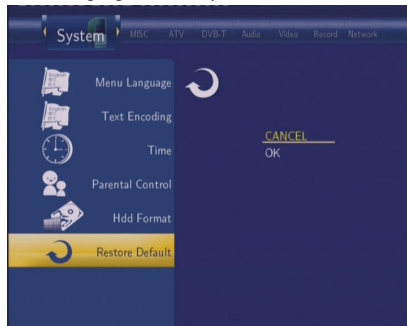 System MISC ATV DVB-T Audio Video Record Network
Menu Language
Text Encoding
Time
Parental Control
Hdd Format
Restore Default
CANCEL
OK